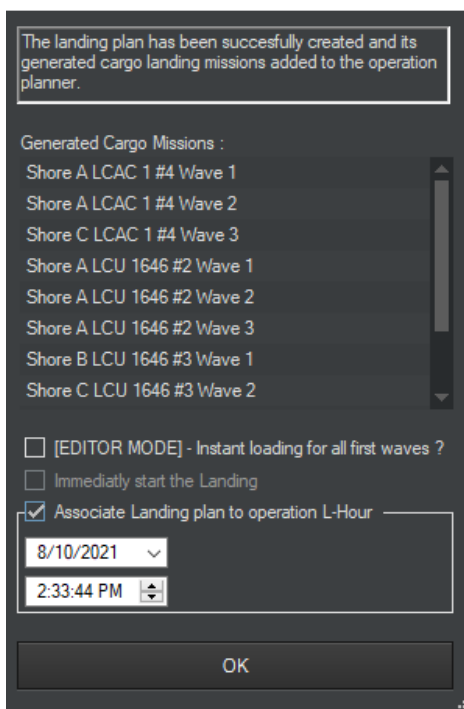 The landing plan has been succesfully created and its
generated cargo landing missions added to the operation
planner.
Generated Cargo Missions :
Shore A LCAC 1 #4 Wave 1
Shore A LCAC 1 #4 Wave 2
Shore C LCAC 1 #4 Wave 3
Shore A LCU 1646 #2 Wave 1
Shore A LCU 1646 #2 Wave 2
Shore A LCU 1646 #2 Wave 3
Shore B LCU 1646 #3 Wave 1
Shore C LCU 1646 #3 Wave 2
[EDITOR MODE] - Instant loading for all first waves ?
Immediatly start the Landing
Associate Landing plan to operation L-Hour
8/10/2021
2:33:44 PM
OK